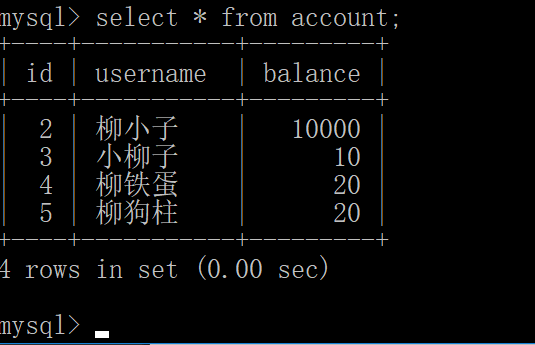 mysql> select * from account;
+----+-----------+---------+
| id | username | balance |
+----+-----------+---------+
| 2 | 柳小子 | 10000 |
| 3 | 小柳子 | 10 |
| 4 | 柳铁蛋 | 20 |
| 5 | 柳狗柱 | 20 |
+----+-----------+---------+
4 rows in set (0.00 sec)
mysql>